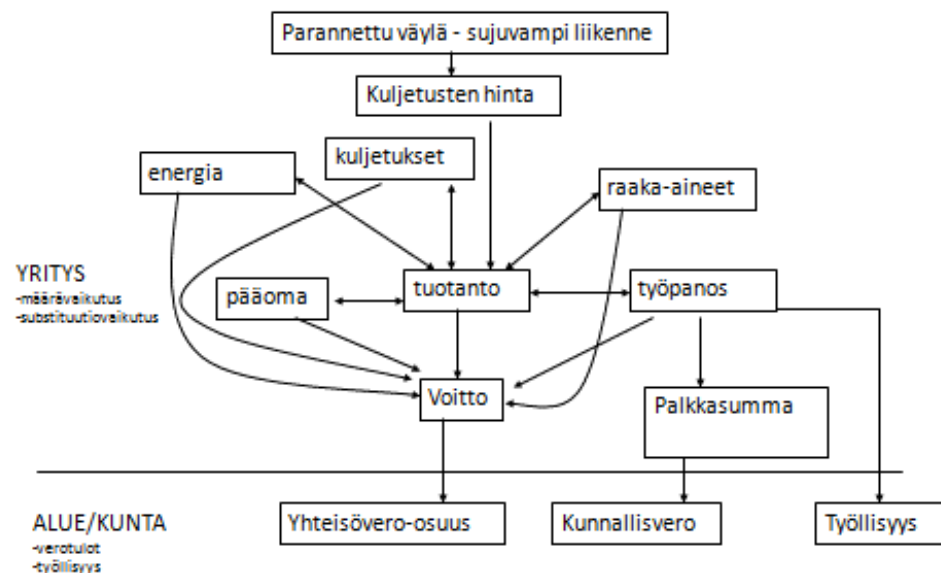 Parannettu väylä - sujuvampi liikenne
Kuljetusten hinta
kuljetukset
energia
raaka-aineet
YRITYS
-määrävaikutus
-substituutiovaikutus
pääoma
tuotanto
työpanos
Voitto
Palkkasumma
ALUE/KUNTA
-verotulot
-työllisyys
Yhteisövero-osuus
Kunnallisvero
Työllisyys